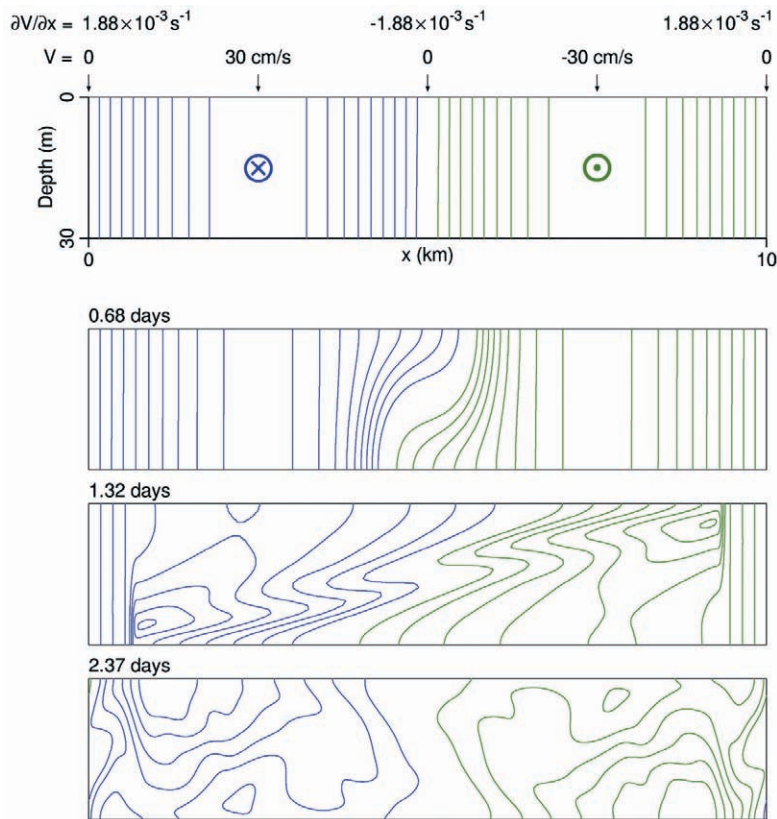 ∂V/∂x = 1.88×10⁻³s⁻¹ -1.88×10⁻³s⁻¹ 1.88×10⁻³s⁻¹
V = 0 30 cm/s 0 -30 cm/s 0
0
Depth (m)
30
0 x (km) 10
0.68 days
1.32 days
2.37 days